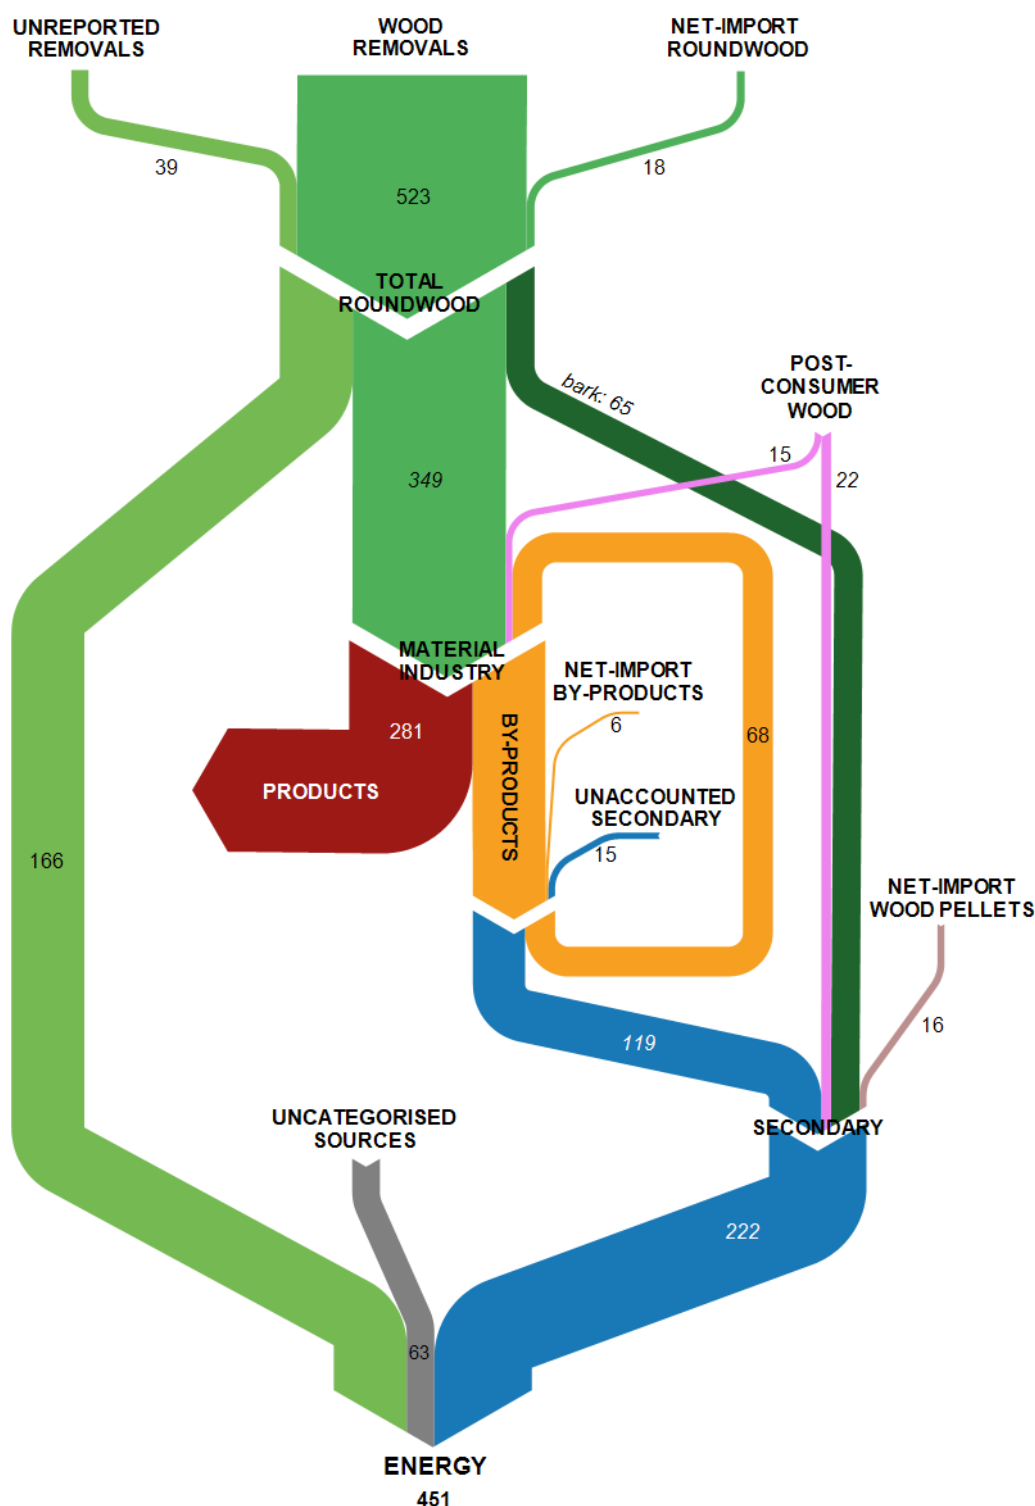 UNREPORTED
REMOVALS
WOOD
REMOVALS
NET-IMPORT
ROUNDWOOD
39
523
18
TOTAL
ROUNDWOOD
bark: 65
POST-
CONSUMER
WOOD
15
22
349
MATERIAL
INDUSTRY
NET-IMPORT
BY-PRODUCTS
6
281
BY-PRODUCTS
68
PRODUCTS
UNACCOUNTED
SECONDARY
15
166
NET-IMPORT
WOOD PELLETS
16
119
UNCATEGORISED
SOURCES
SECONDARY
222
63
ENERGY
451